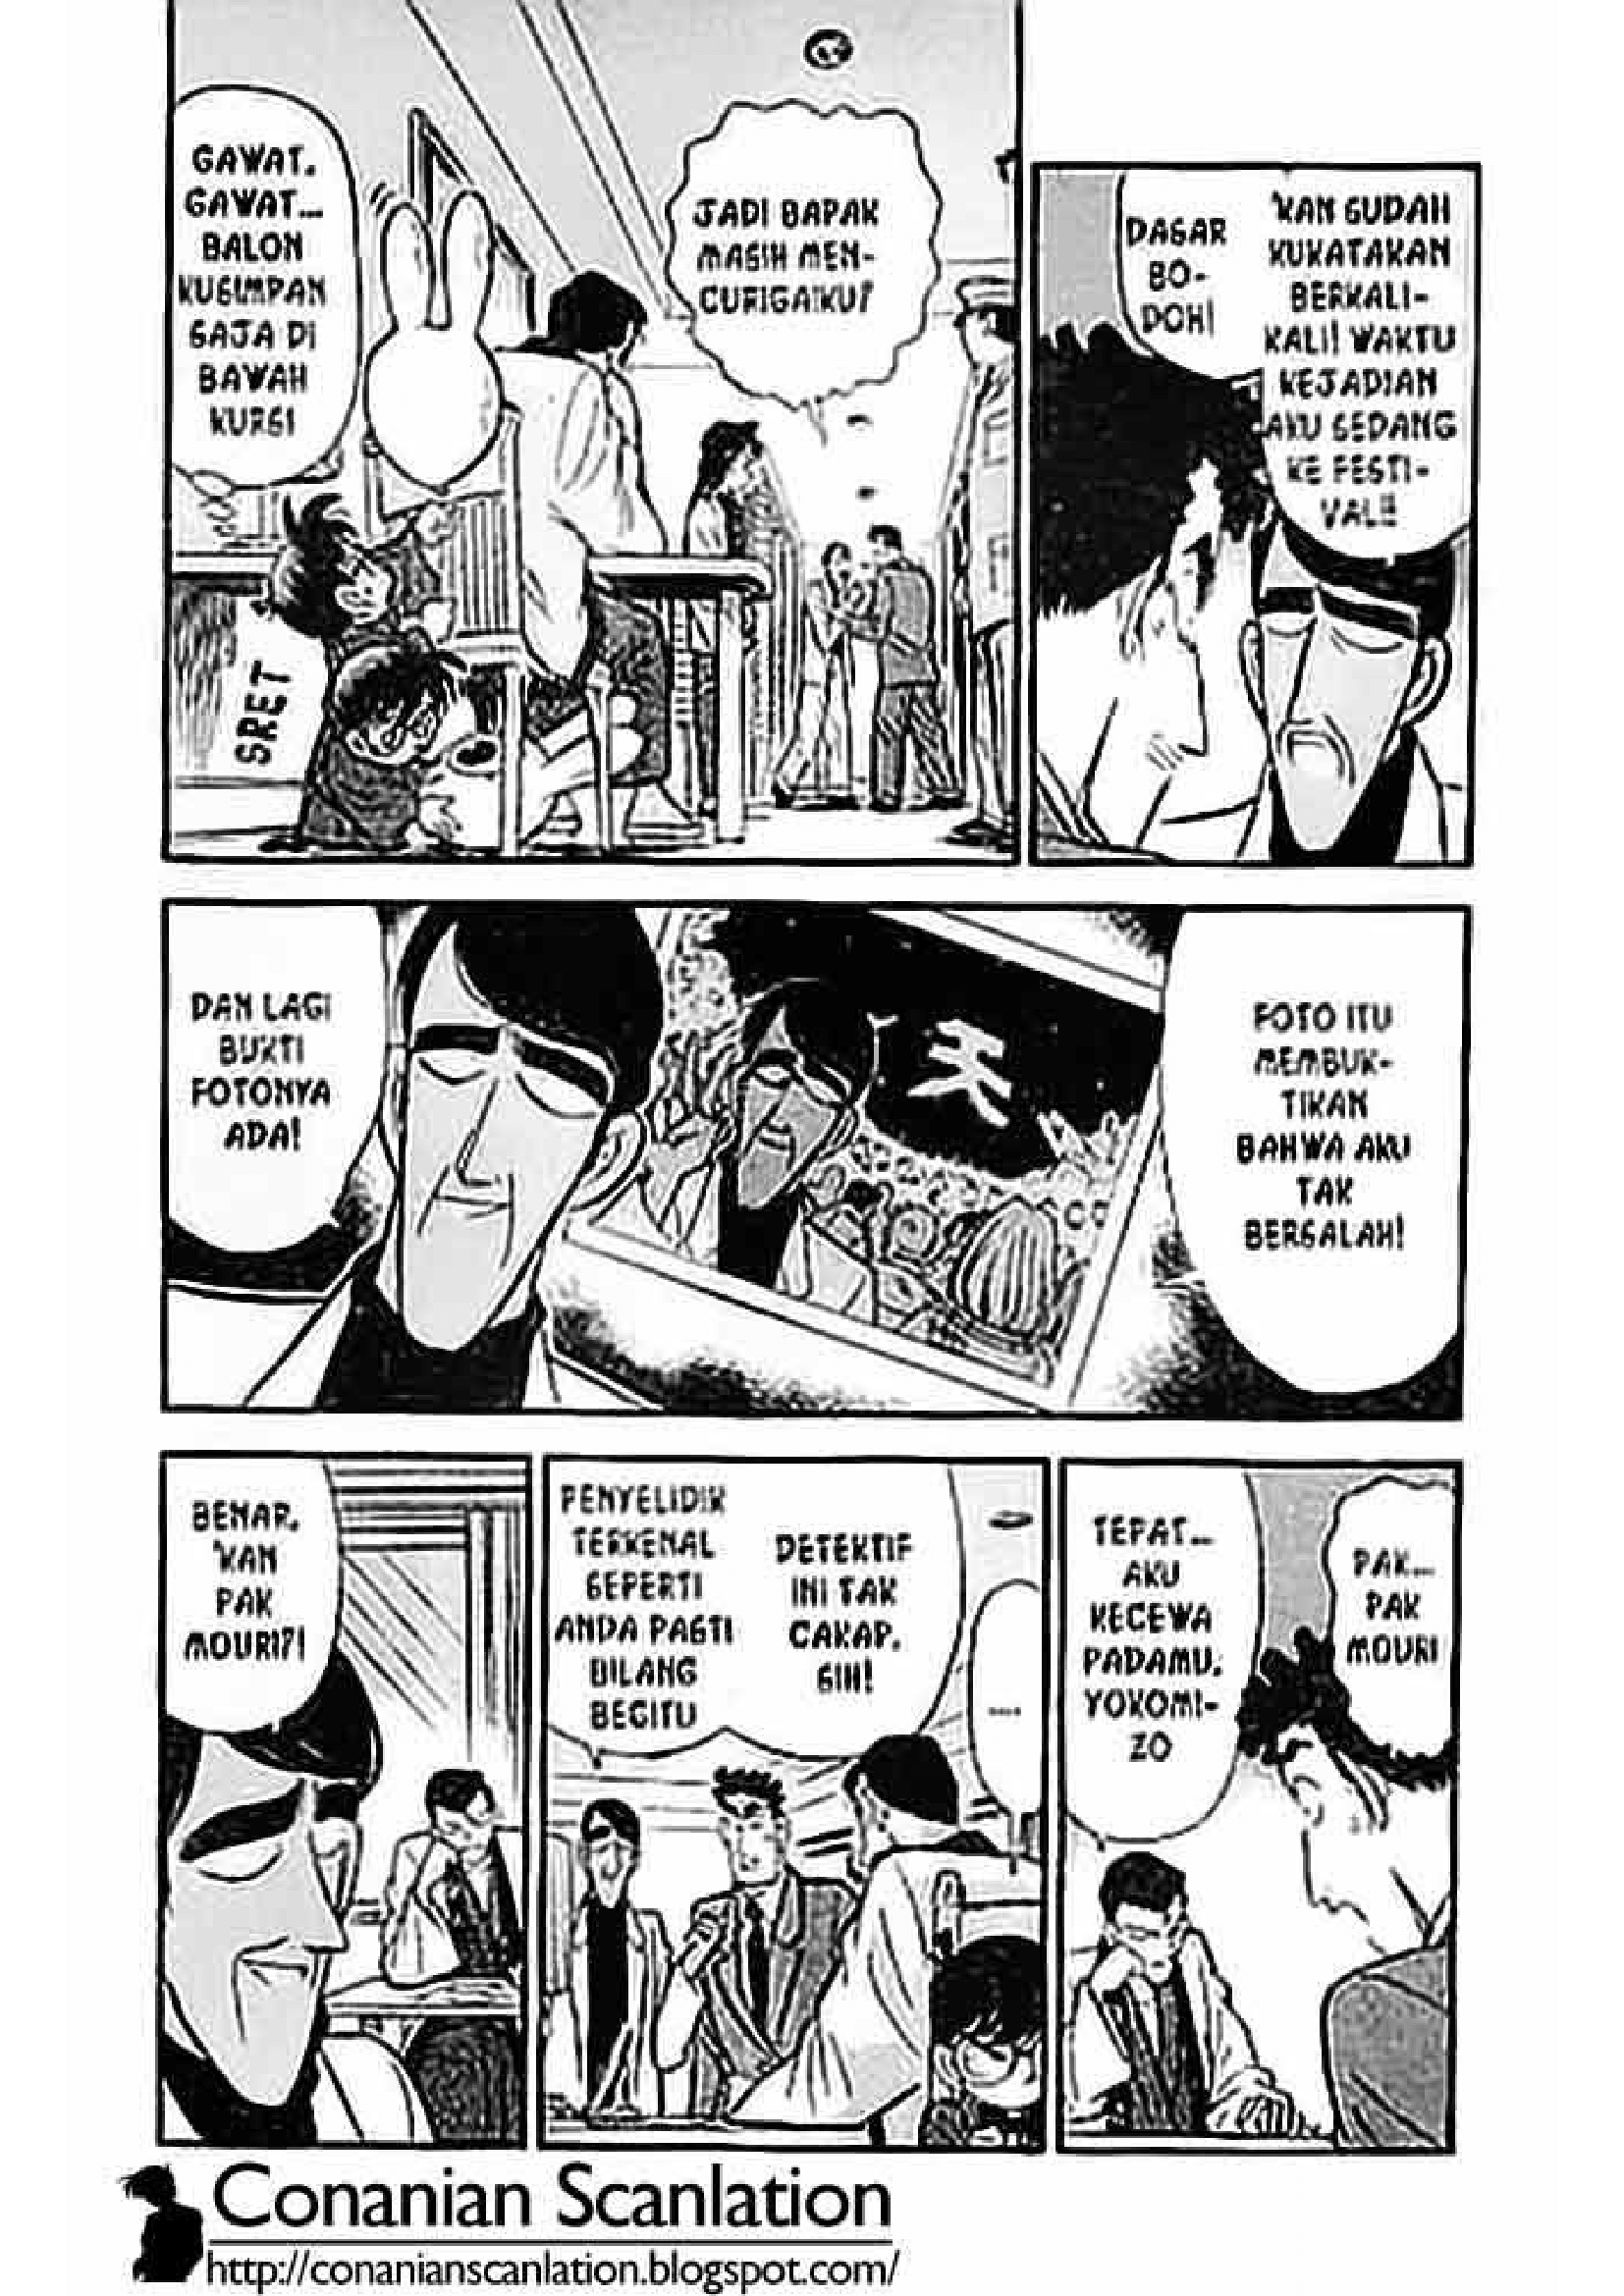 JADI BAPAK
MASIH MEN-
CURIGAIKU?
GAWAT,
GAWAT...
BALON
KUSIMPAN
SAJA DI
BAWAH
KURSI
SRET
'KAN SUDAH
KUKATAKAN
BERKALI-
KALI! WAKTU
KEJADIAN
AKU SEDANG
KE FESTI-
VAL!!
DASAR
BO-
DOH!
FOTO ITU
MEMBUK-
TIKAN
BAHWA AKU
TAK
BERSALAH!
天
DAN LAGI
BUKTI
FOTONYA
ADA!
BENAR,
'KAN
PAK
MOURI?!
DETEKTIF
INI TAK
CAKAP,
SIH!
PENYELIDIK
TERKENAL
SEPERTI
ANDA PASTI
BILANG
BEGITU
....
PAK...
PAK
MOURI
TEPAT...
AKU
KECEWA
PADAMU,
YOKOMI-
ZO
Conanian Scanlation
http://conanianscanlation.blogspot.com/